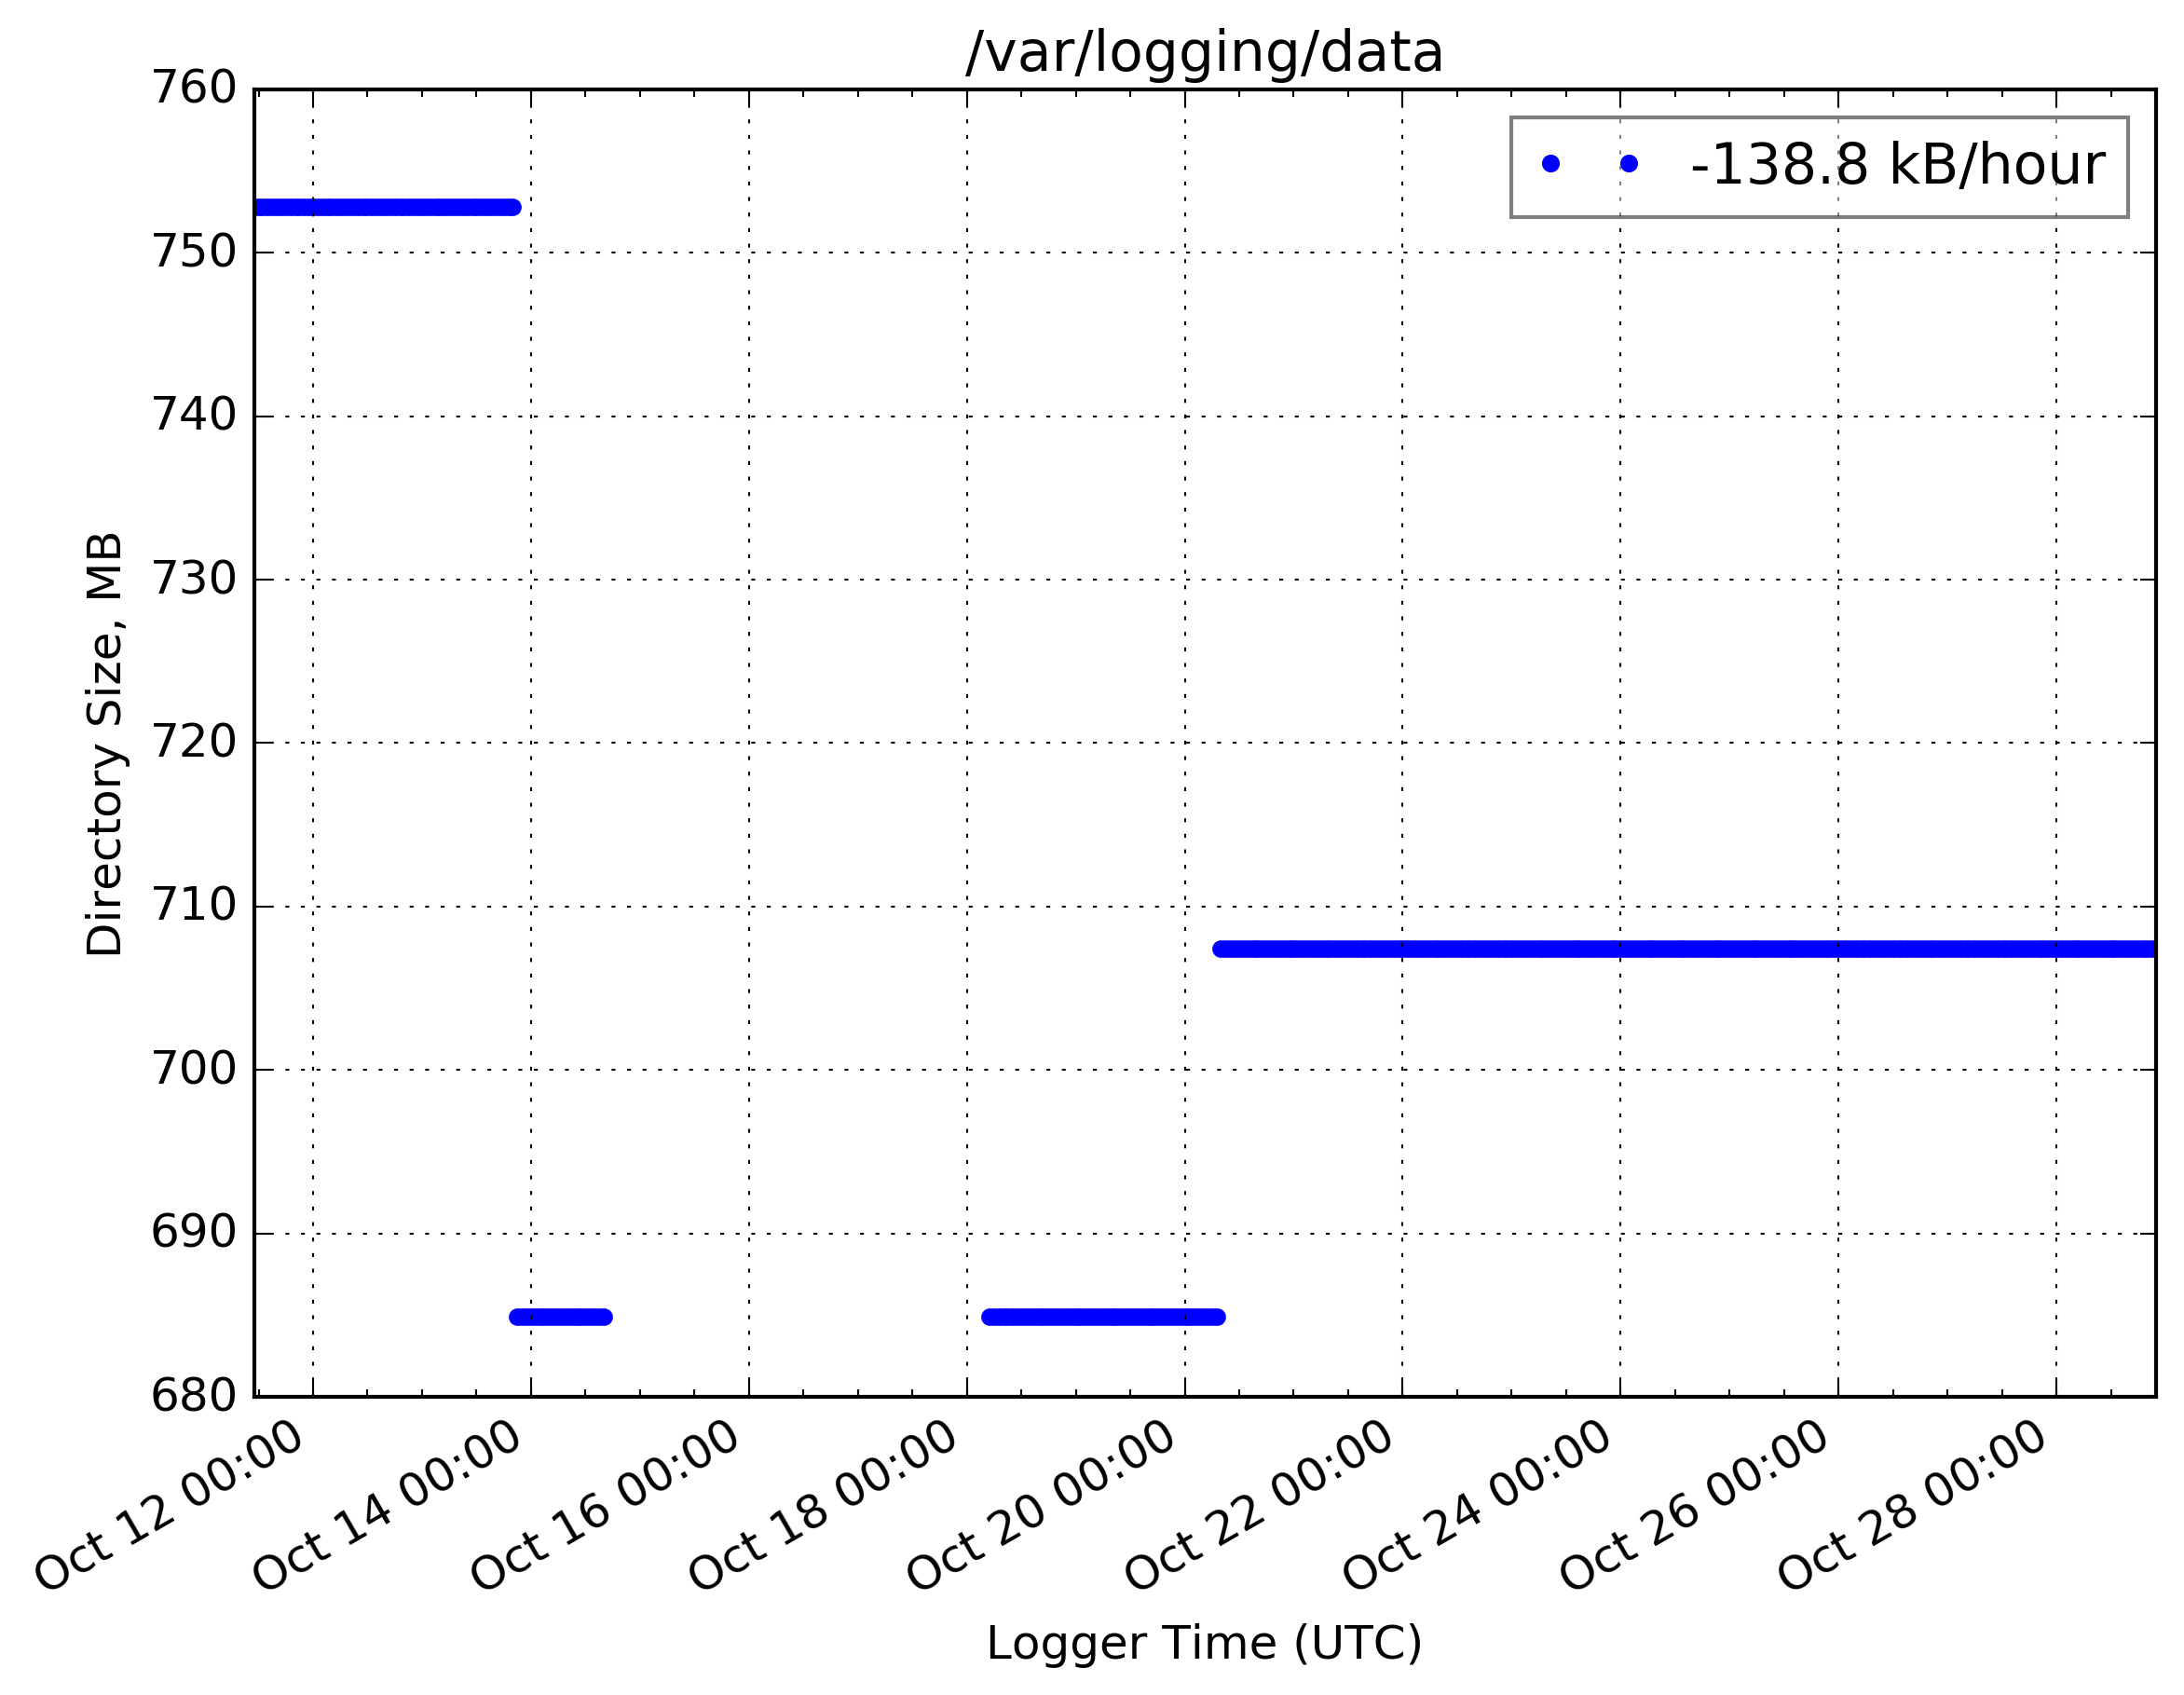 /var/logging/data
-138.8 kB/hour
760
750
740
730
720
710
700
690
680
Directory Size, MB
Oct 12 00:00
Oct 14 00:00
Oct 16 00:00
Oct 18 00:00
Oct 20 00:00
Oct 22 00:00
Oct 24 00:00
Oct 26 00:00
Oct 28 00:00
Logger Time (UTC)